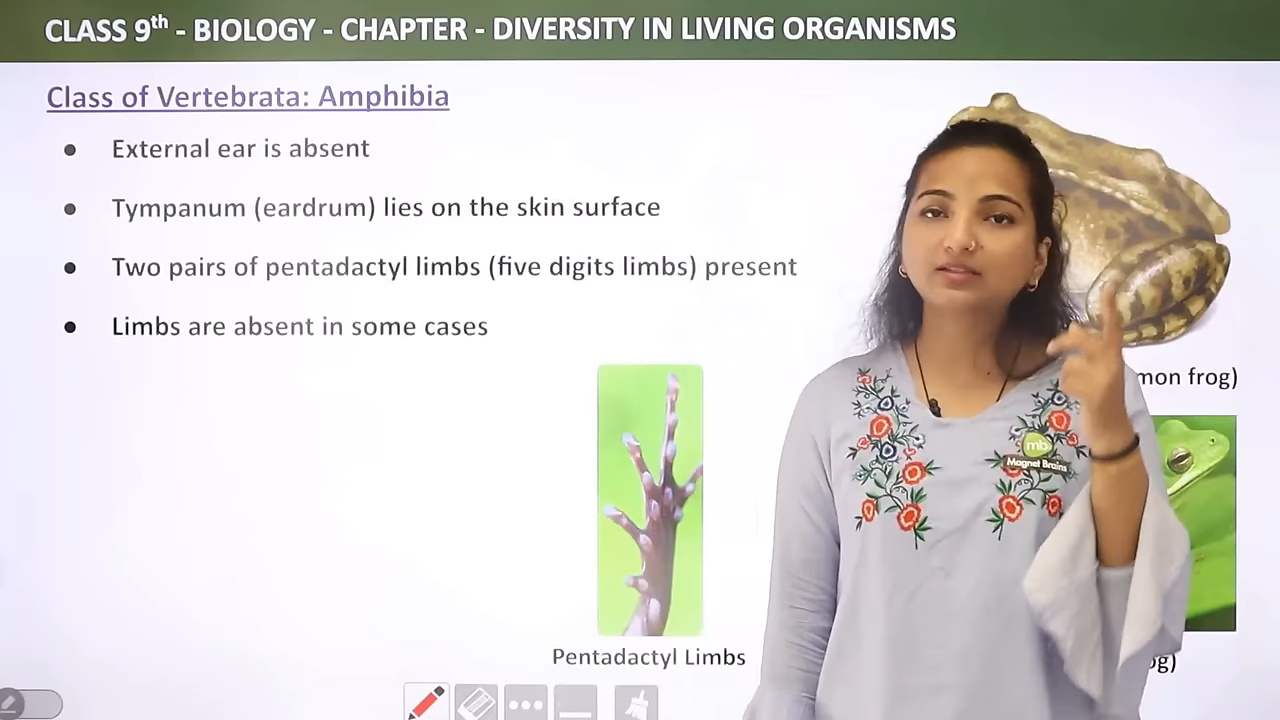 CLASS 9th - BIOLOGY - CHAPTER - DIVERSITY IN LIVING ORGANISMS
Class of Vertebrata: Amphibia
● External ear is absent
● Tympanum (eardrum) lies on the skin surface
● Two pairs of pentadactyl limbs (five digits limbs) present
● Limbs are absent in some cases
frog)
mb
Magnet Brains
Pentadactyl Limbs